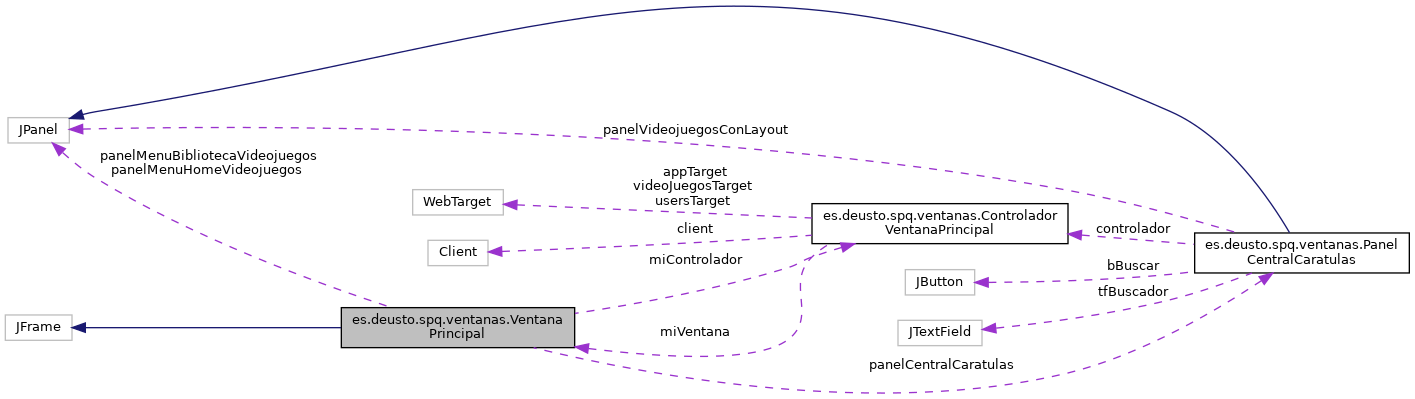 JPanel
panelVideojuegosConLayout
panelMenuBibliotecaVideojuegos
panelMenuHomeVideojuegos
appTarget
videoJuegosTarget
usersTarget
WebTarget
es.deusto.spq.ventanas.Controlador
VentanaPrincipal
client
Client
controlador
es.deusto.spq.ventanas.Panel
CentralCaratulas
miControlador
bBuscar
JButton
tfBuscador
JFrame
es.deusto.spq.ventanas.Ventana
Principal
miVentana
JTextField
panelCentralCaratulas